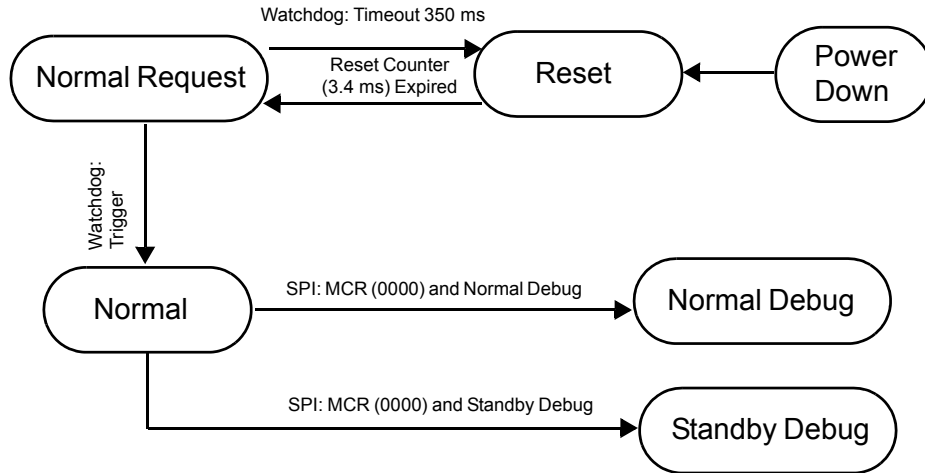 Watchdog: Timeout 350 ms
Normal Request
Reset Counter
(3.4 ms) Expired
Reset
Power
Down
Watchdog:
Trigger
Normal
SPI: MCR (0000) and Normal Debug
Normal Debug
SPI: MCR (0000) and Standby Debug
Standby Debug